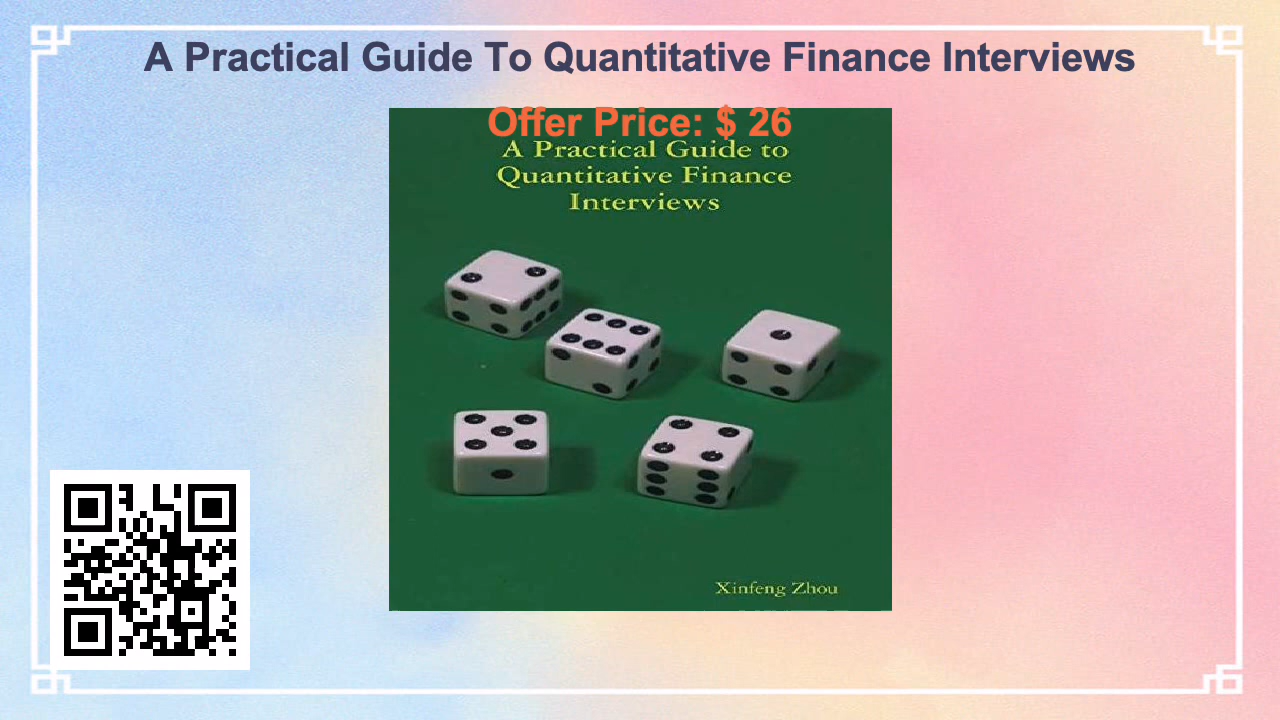 A Practical Guide To Quantitative Finance Interviews
Offer Price: $ 26
A Practical Guide to
Quantitative Finance
Interviews
Xinfeng Zhou